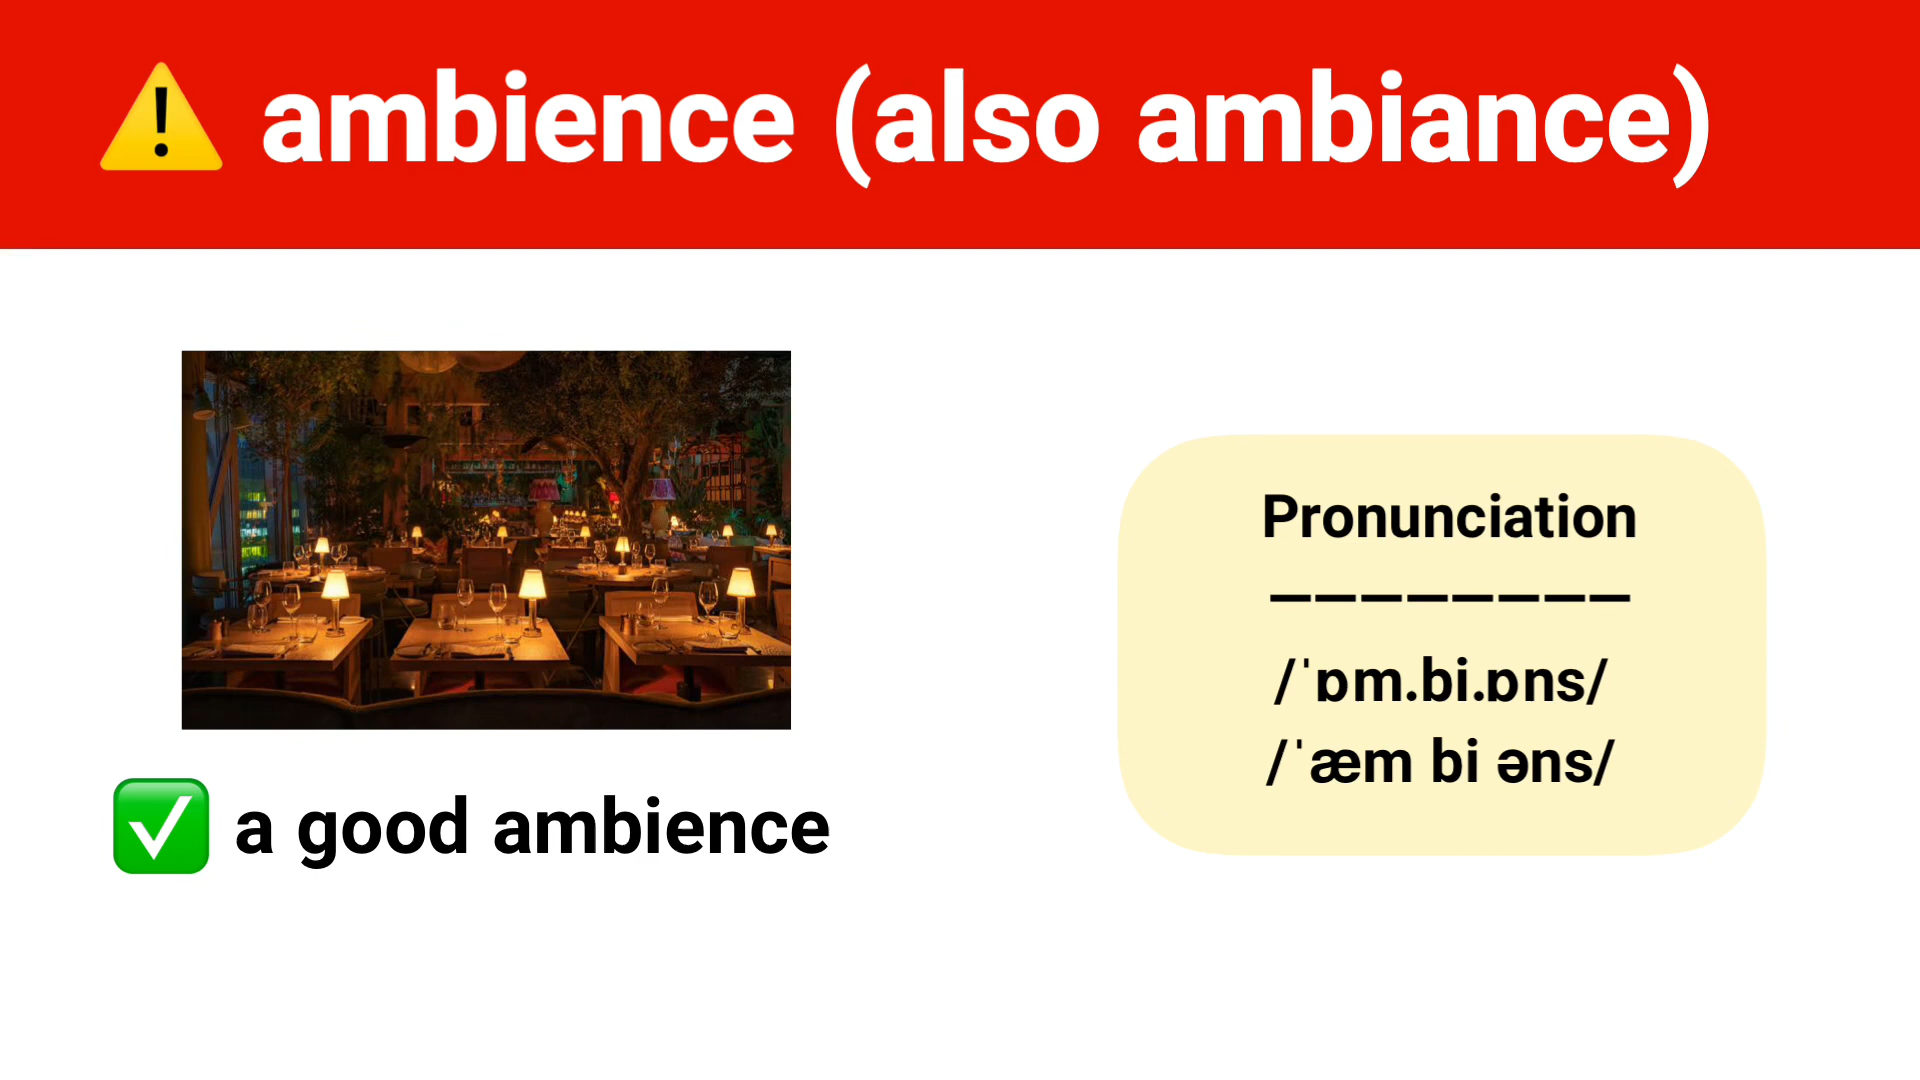 ⚠️ ambience (also ambiance)
✅ a good ambience
Pronunciation
————————
/ˈɒm.bi.ɒns/
/ˈæm bi əns/